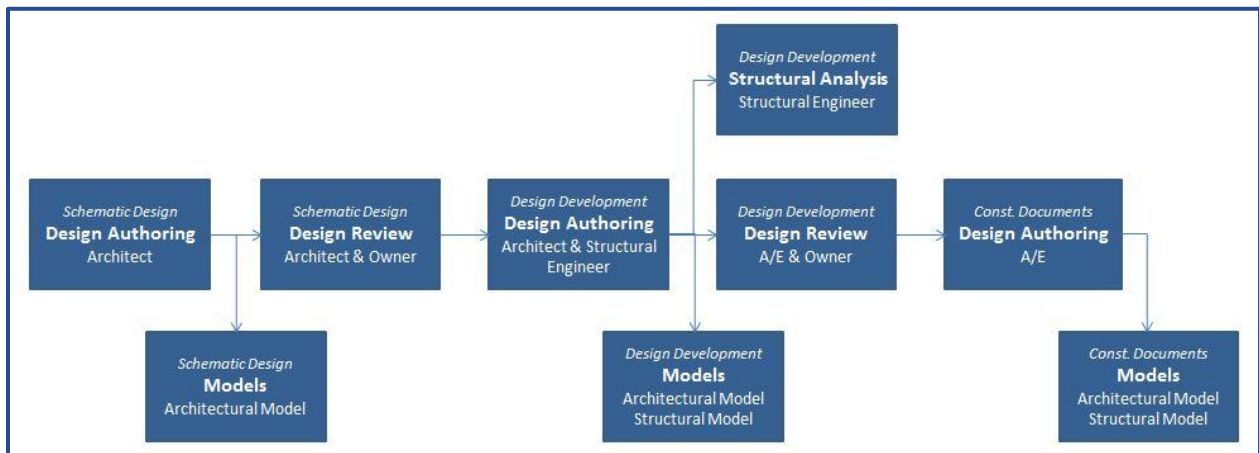 Design Development
Structural Analysis
Structural Engineer
Schematic Design
Design Authoring
Architect
Schematic Design
Design Review
Architect & Owner
Design Development
Design Authoring
Architect & Structural
Engineer
Design Development
Design Review
A/E & Owner
Const. Documents
Design Authoring
A/E
Schematic Design
Models
Architectural Model
Design Development
Models
Architectural Model
Structural Model
Const. Documents
Models
Architectural Model
Structural Model